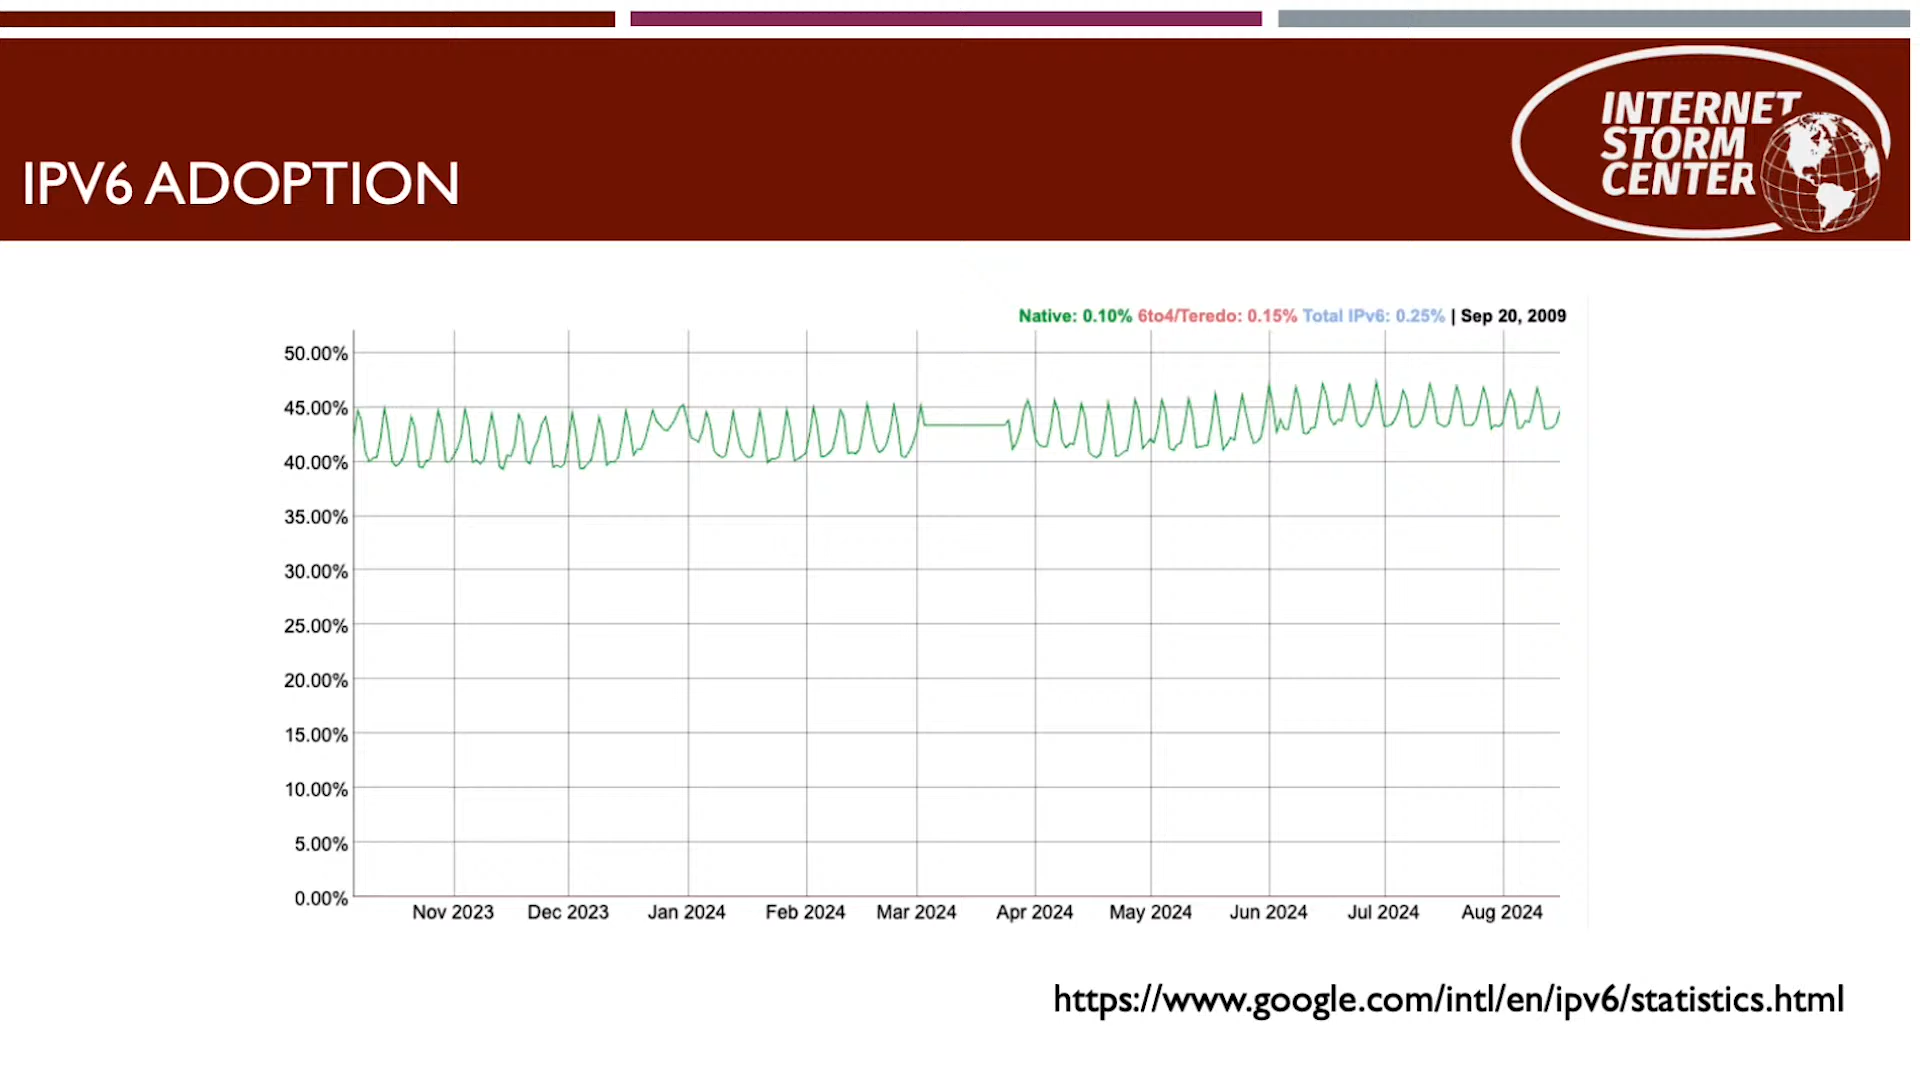 INTERNET
STORM
CENTER
IPV6 ADOPTION
Native: 0.10% 6to4/Teredo: 0.15% Total IPv6: 0.25% | Sep 20, 2009
50.00%
45.00%
40.00%
35.00%
30.00%
25.00%
20.00%
15.00%
10.00%
5.00%
0.00%
Nov 2023 Dec 2023 Jan 2024 Feb 2024 Mar 2024 Apr 2024 May 2024 Jun 2024 Jul 2024 Aug 2024
https://www.google.com/intl/en/ipv6/statistics.html